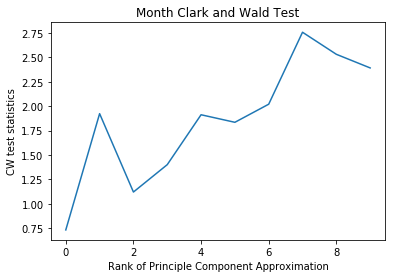 Month Clark and Wald Test
CW test statistics
2.75
2.50
2.25
2.00
1.75
1.50
1.25
1.00
0.75
0 2 4 6 8
Rank of Principle Component Approximation